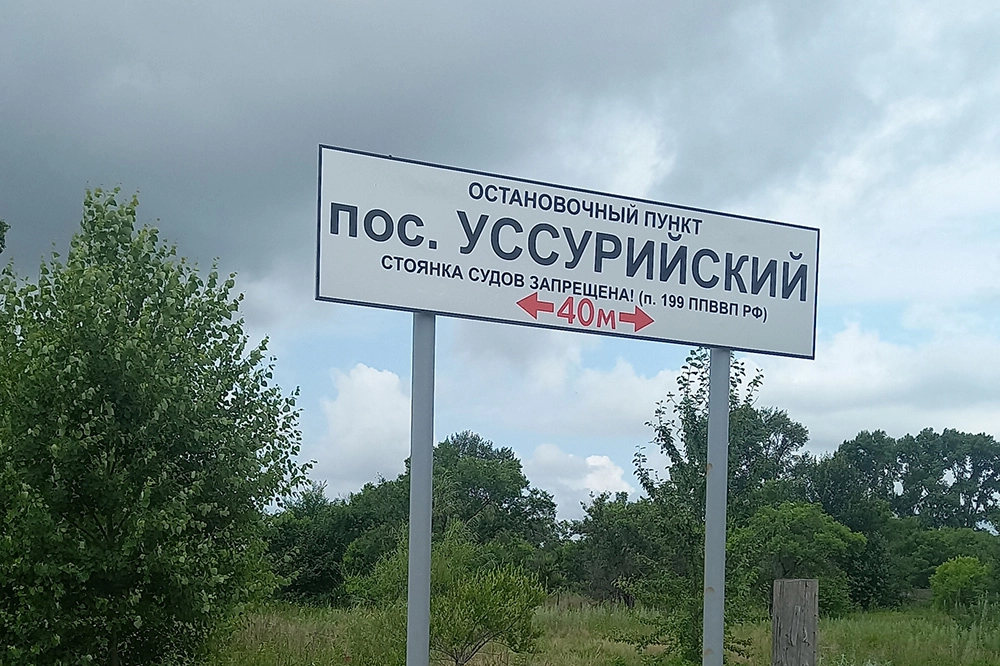 ОСТАНОВОЧНЫЙ ПУНКТ
пос. УССУРИЙСКИЙ
СТОЯНКА СУДОВ ЗАПРЕЩЕНА! (п. 199 ППВВП РФ)
40м